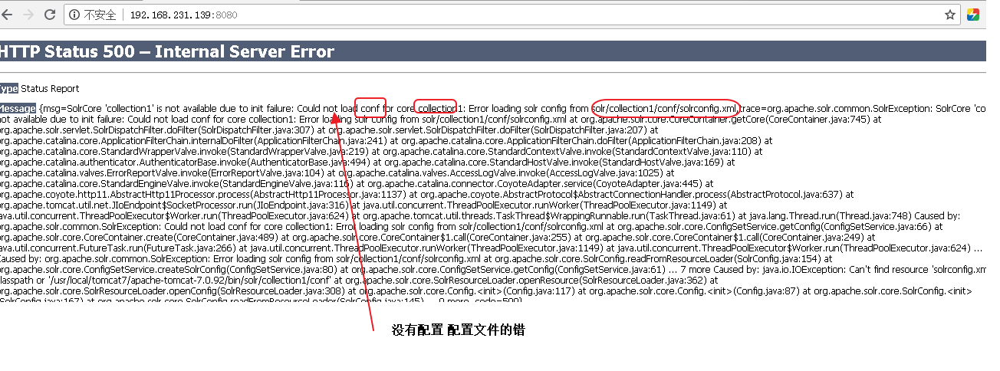 不安全 192.168.231.139:8080
HTTP Status 500 – Internal Server Error
Type Status Report
Message {msg=SolrCore 'collection1' is not available due to init failure: Could not load conf for core collection1: Error loading solr config from solr/collection1/conf/solrconfig.xml,trace=org.apache.solr.common.SolrException: SolrCore 'co
not available due to init failure: Could not load conf for core collection1: Error loading solr config from solr/collection1/conf/solrconfig.xml at org.apache.solr.core.CoreContainer.getCore(CoreContainer.java:745) at
org.apache.solr.servlet.SolrDispatchFilter.doFilter(SolrDispatchFilter.java:307) at org.apache.solr.servlet.SolrDispatchFilter.doFilter(SolrDispatchFilter.java:207) at
org.apache.catalina.core.ApplicationFilterChain.internalDoFilter(ApplicationFilterChain.java:241) at org.apache.catalina.core.ApplicationFilterChain.doFilter(ApplicationFilterChain.java:208) at
org.apache.catalina.core.StandardWrapperValve.invoke(StandardWrapperValve.java:219) at org.apache.catalina.core.StandardContextValve.invoke(StandardContextValve.java:110) at
org.apache.catalina.authenticator.AuthenticatorBase.invoke(AuthenticatorBase.java:494) at org.apache.catalina.core.StandardHostValve.invoke(StandardHostValve.java:169) at
org.apache.catalina.valves.ErrorReportValve.invoke(ErrorReportValve.java:104) at org.apache.catalina.valves.AccessLogValve.invoke(AccessLogValve.java:1025) at
org.apache.catalina.core.StandardEngineValve.invoke(StandardEngineValve.java:116) at org.apache.catalina.connector.CoyoteAdapter.service(CoyoteAdapter.java:445) at
org.apache.coyote.http11.AbstractHttp11Processor.process(AbstractHttp11Processor.java:1137) at org.apache.coyote.AbstractProtocol$AbstractConnectionHandler.process(AbstractProtocol.java:637) at
org.apache.tomcat.util.net.JIoEndpoint$SocketProcessor.run(JIoEndpoint.java:316) at java.util.concurrent.ThreadPoolExecutor.runWorker(ThreadPoolExecutor.java:1149) at
java.util.concurrent.ThreadPoolExecutor$Worker.run(ThreadPoolExecutor.java:624) at org.apache.tomcat.util.threads.TaskThread$WrappingRunnable.run(TaskThread.java:61) at java.lang.Thread.run(Thread.java:748) Caused by:
org.apache.solr.common.SolrException: Could not load conf for core collection1: Error loading solr config from solr/collection1/conf/solrconfig.xml at org.apache.solr.core.ConfigSetService.getConfig(ConfigSetService.java:66) at
org.apache.solr.core.CoreContainer.create(CoreContainer.java:489) at org.apache.solr.core.CoreContainer$1.call(CoreContainer.java:255) at org.apache.solr.core.CoreContainer$1.call(CoreContainer.java:249) at
java.util.concurrent.FutureTask.run(FutureTask.java:266) at java.util.concurrent.ThreadPoolExecutor.runWorker(ThreadPoolExecutor.java:1149) at java.util.concurrent.ThreadPoolExecutor$Worker.run(ThreadPoolExecutor.java:624) ...
Caused by: org.apache.solr.common.SolrException: Error loading solr config from solr/collection1/conf/solrconfig.xml at org.apache.solr.core.SolrConfig.readFromResourceLoader(SolrConfig.java:154) at
org.apache.solr.core.ConfigSetService.createSolrConfig(ConfigSetService.java:80) at org.apache.solr.core.ConfigSetService.getConfig(ConfigSetService.java:61) ... 7 more Caused by: java.io.IOException: Can't find resource 'solrconfig.xm
classpath or '/usr/local/tomcat7/apache-tomcat-7.0.92/bin/solr/collection1/conf' at org.apache.solr.core.SolrResourceLoader.openResource(SolrResourceLoader.java:362) at
org.apache.solr.core.SolrResourceLoader.openConfig(SolrResourceLoader.java:308) at org.apache.solr.core.Config.<init>(Config.java:117) at org.apache.solr.core.Config.<init>(Config.java:87) at org.apache.solr.core.SolrConfig.<init>
(SolrConfig.java:167) at org.apache.solr.core.SolrConfig.readFromResourceLoader(SolrConfig.java:145) ... 9 more ,code=500}
没有配置 配置文件的错